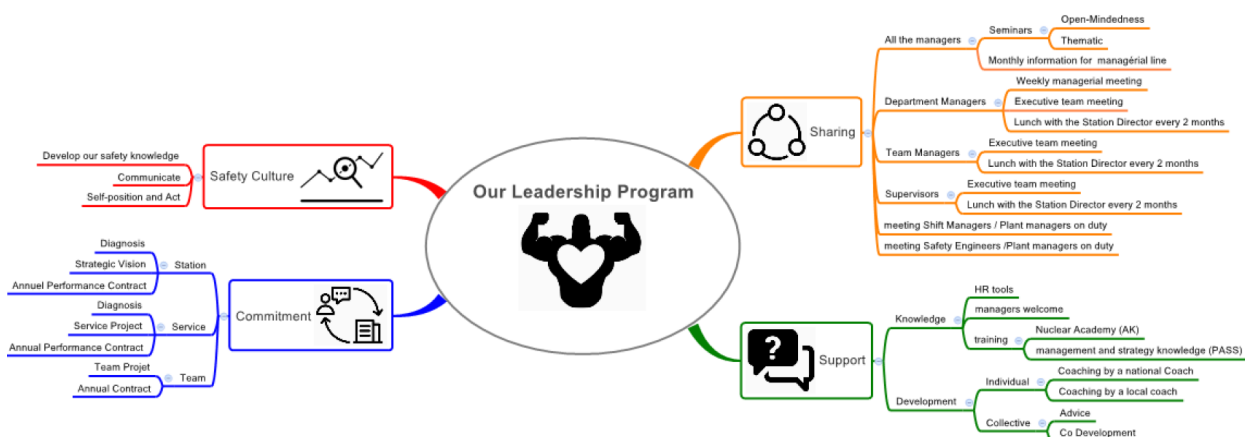 Our Leadership Program
Safety Culture
Develop our safety knowledge
Communicate
Self-position and Act
Commitment
Station
Diagnosis
Strategic Vision
Annuel Performance Contract
Service
Diagnosis
Service Project
Annual Performance Contract
Team
Team Projet
Annual Contract
Sharing
All the managers
Seminars
Open-Mindedness
Thematic
Monthly information for managérial line
Department Managers
Weekly managerial meeting
Executive team meeting
Lunch with the Station Director every 2 months
Team Managers
Executive team meeting
Lunch with the Station Director every 2 months
Supervisors
Executive team meeting
Lunch with the Station Director every 2 months
meeting Shift Managers / Plant managers on duty
meeting Safety Engineers /Plant managers on duty
?
Support
Knowledge
HR tools
managers welcome
training
Nuclear Academy (AK)
management and strategy knowledge (PASS)
Development
Individual
Coaching by a national Coach
Coaching by a local coach
Collective
Advice
Co Development